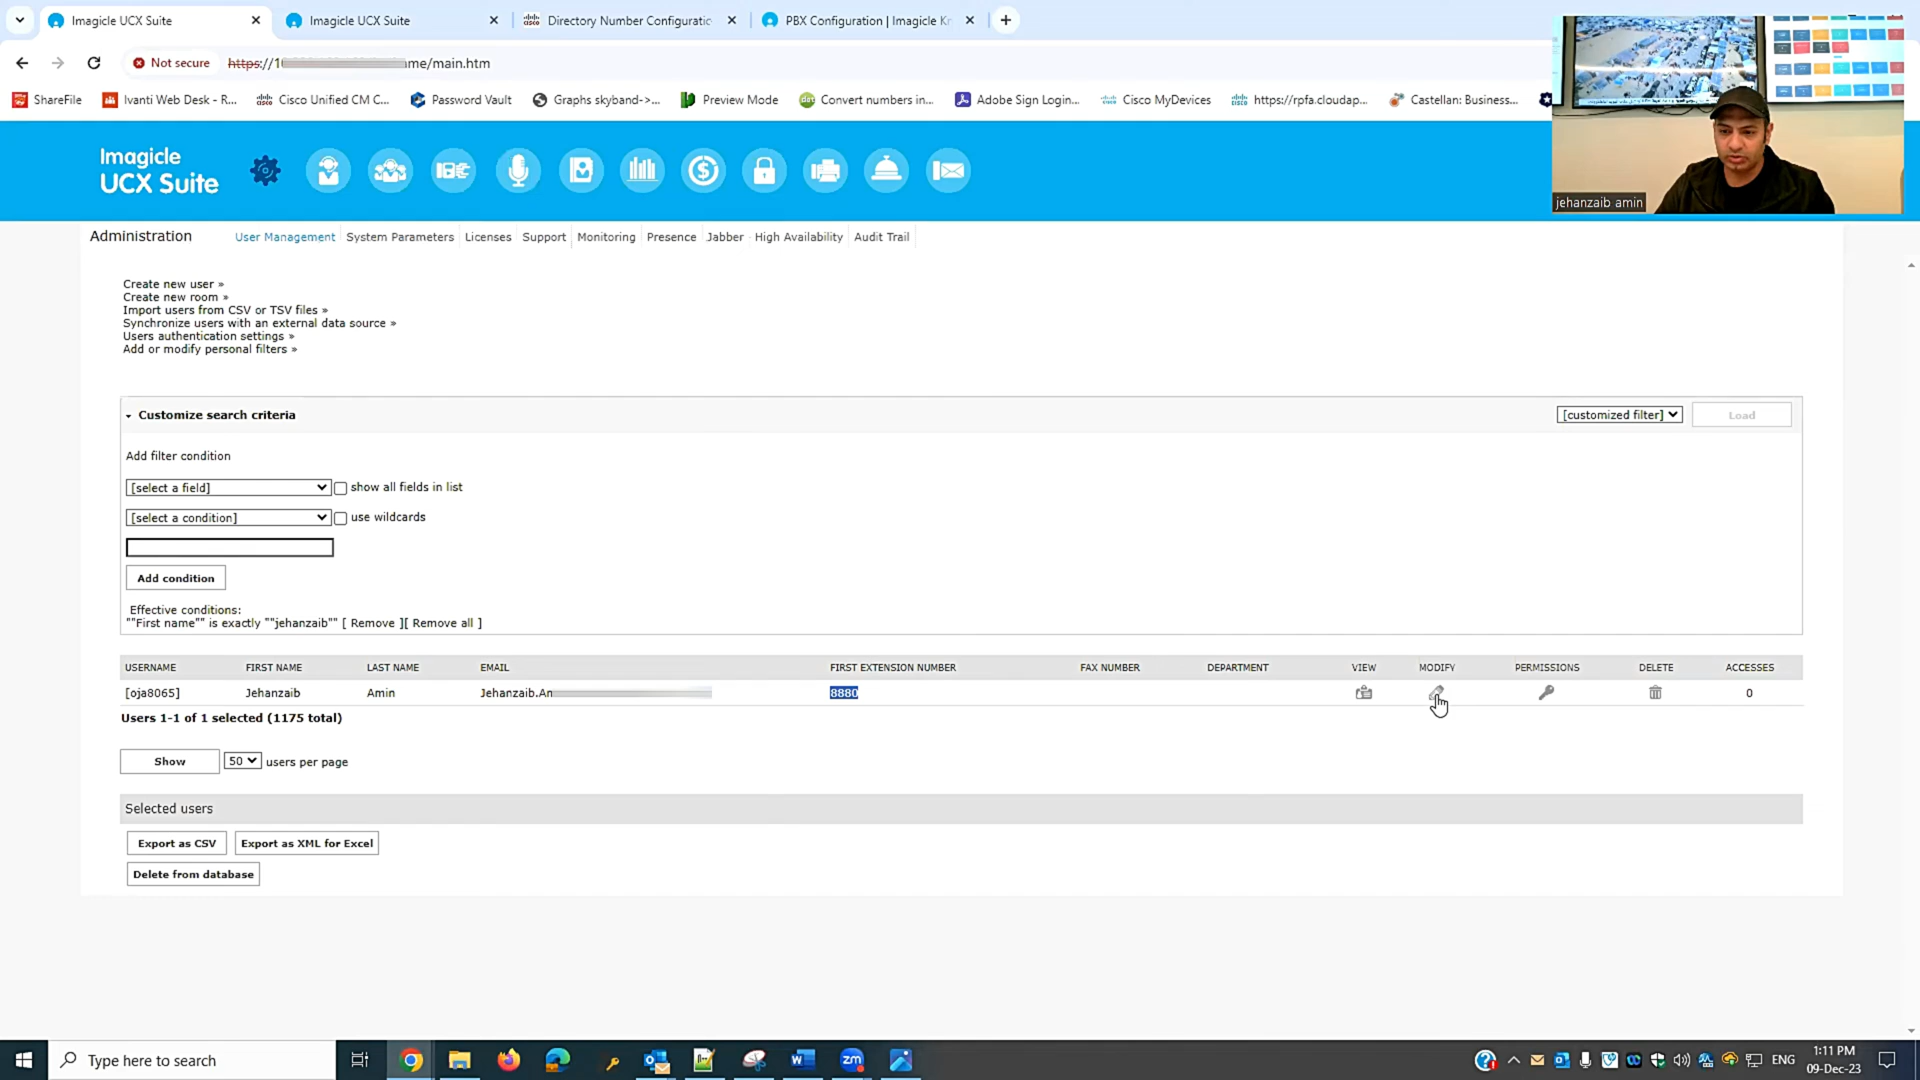 Imagicle UCX Suite
Imagicle UCX Suite
Directory Number Configuratio
PBX Configuration | Imagicle Kn
Not secure
https://10
ame/main.htm
ShareFile
Ivanti Web Desk - R...
Cisco Unified CM C...
Password Vault
Graphs skyband->...
Preview Mode
Convert numbers in...
Adobe Sign Login...
Cisco MyDevices
https://rpfa.cloudap...
Castellan: Business...
jehanzaib amin
Imagicle
UCX Suite
Administration
User Management
System Parameters
Licenses
Support
Monitoring
Presence
Jabber
High Availability
Audit Trail
Create new user »
Create new room »
Import users from CSV or TSV files »
Synchronize users with an external data source »
Users authentication settings »
Add or modify personal filters »
Customize search criteria
[customized filter]
Load
Add filter condition
[select a field]
show all fields in list
[select a condition]
use wildcards
Add condition
Effective conditions:
""First name"" is exactly ""jehanzaib"" [ Remove ][ Remove all ]
USERNAME FIRST NAME LAST NAME EMAIL FIRST EXTENSION NUMBER FAX NUMBER DEPARTMENT VIEW MODIFY PERMISSIONS DELETE ACCESSES
[oja8065] Jehanzaib Amin Jehanzaib.Am 8880 0
Users 1-1 of 1 selected (1175 total)
Show
50
users per page
Selected users
Export as CSV
Export as XML for Excel
Delete from database
Type here to search
ENG
1:11 PM
09-Dec-23